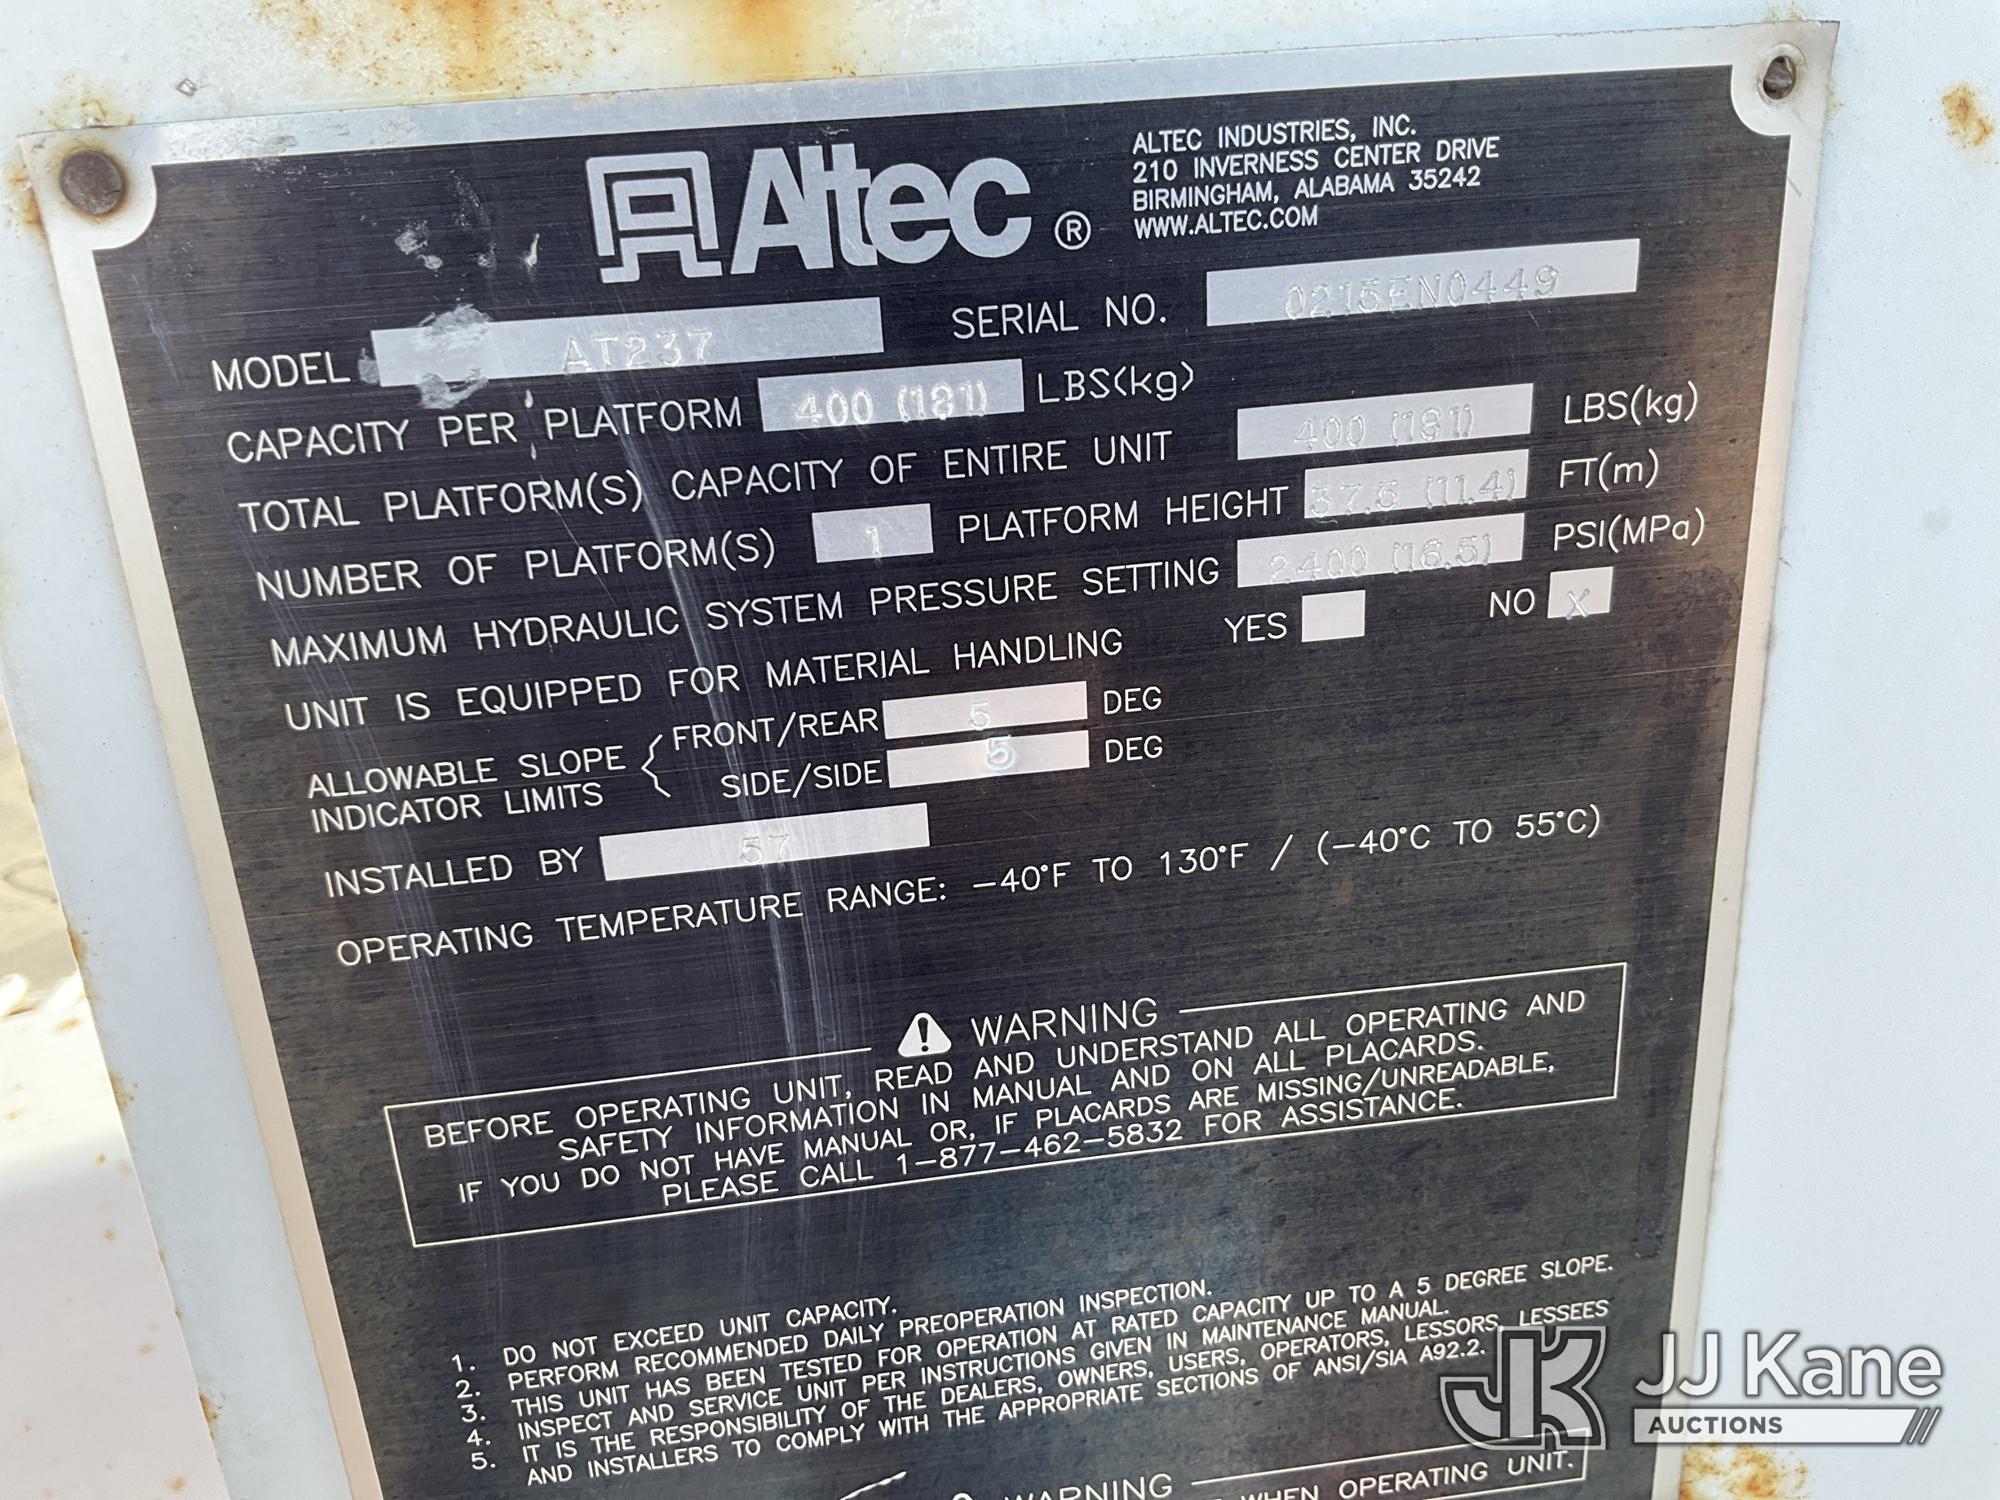 Altec ®
ALTEC INDUSTRIES, INC.
210 INVERNESS CENTER DRIVE
BIRMINGHAM, ALABAMA 35242
WWW.ALTEC.COM
MODEL AT237 SERIAL NO. 0215EN0449
CAPACITY PER PLATFORM 400 (181) LBS(kg)
TOTAL PLATFORM(S) CAPACITY OF ENTIRE UNIT 400 (181) LBS(kg)
NUMBER OF PLATFORM(S) 1 PLATFORM HEIGHT 37.5 (11.4) FT(m)
MAXIMUM HYDRAULIC SYSTEM PRESSURE SETTING 2400 (16.5) PSI(MPa)
UNIT IS EQUIPPED FOR MATERIAL HANDLING YES NO X
ALLOWABLE SLOPE INDICATOR LIMITS
FRONT/REAR 5 DEG
SIDE/SIDE 5 DEG
INSTALLED BY 57
OPERATING TEMPERATURE RANGE: -40°F TO 130°F / (-40°C TO 55°C)
WARNING
BEFORE OPERATING UNIT, READ AND UNDERSTAND ALL OPERATING AND
SAFETY INFORMATION IN MANUAL AND ON ALL PLACARDS.
IF YOU DO NOT HAVE MANUAL OR, IF PLACARDS ARE MISSING/UNREADABLE,
PLEASE CALL 1-877-462-5832 FOR ASSISTANCE.
1. DO NOT EXCEED UNIT CAPACITY.
2. PERFORM RECOMMENDED DAILY PREOPERATION INSPECTION.
3. THIS UNIT HAS BEEN TESTED FOR OPERATION AT RATED CAPACITY UP TO A 5 DEGREE SLOPE.
4. INSPECT AND SERVICE UNIT PER INSTRUCTIONS GIVEN IN MAINTENANCE MANUAL.
5. IT IS THE RESPONSIBILITY OF THE DEALERS, OWNERS, USERS, OPERATORS, LESSORS, LESSEES
AND INSTALLERS TO COMPLY WITH THE APPROPRIATE SECTIONS OF ANSI/SIA A92.2.
WARNING
WHEN OPERATING UNIT.
JK JJ Kane
AUCTIONS